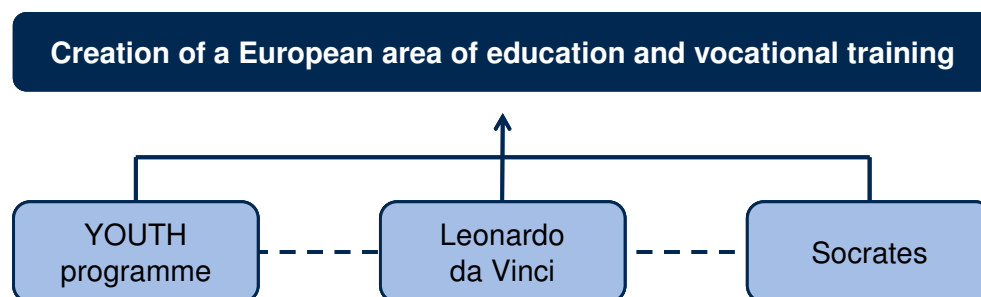 Creation of a European area of education and vocational training
YOUTH
programme
Leonardo
da Vinci
Socrates